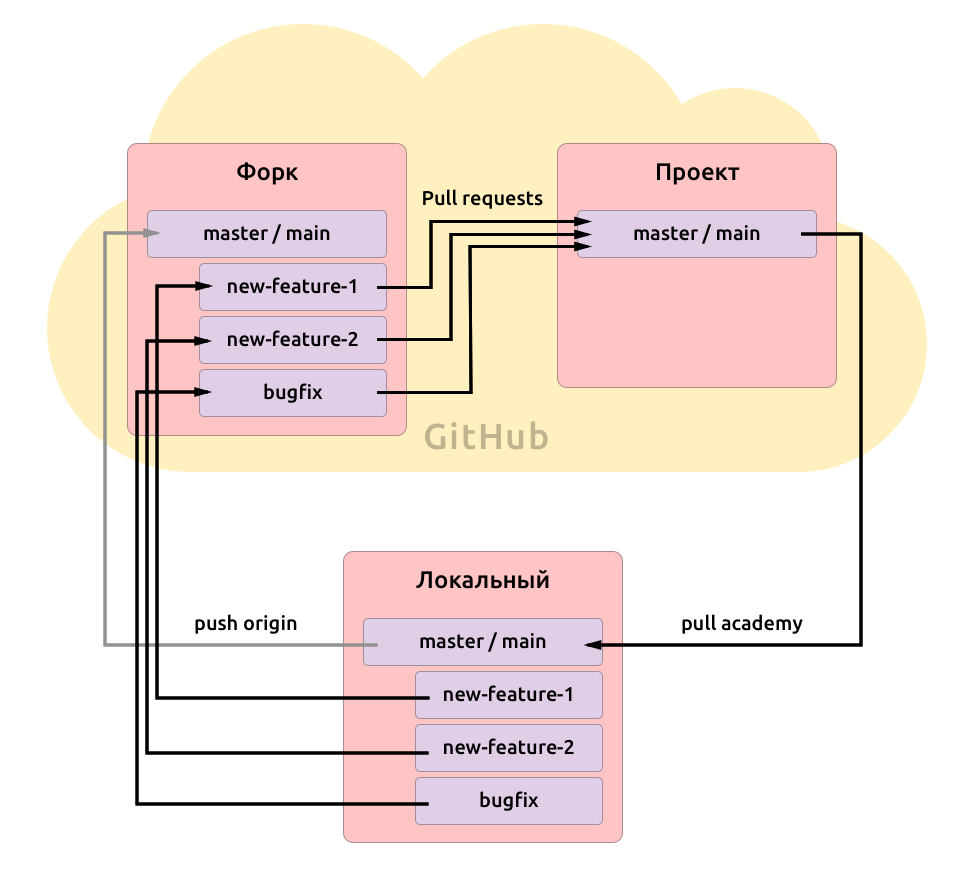 Форк
master / main
new-feature-1
new-feature-2
bugfix
Pull requests
Проект
master / main
GitHub
push origin
pull academy
Локальный
master / main
new-feature-1
new-feature-2
bugfix